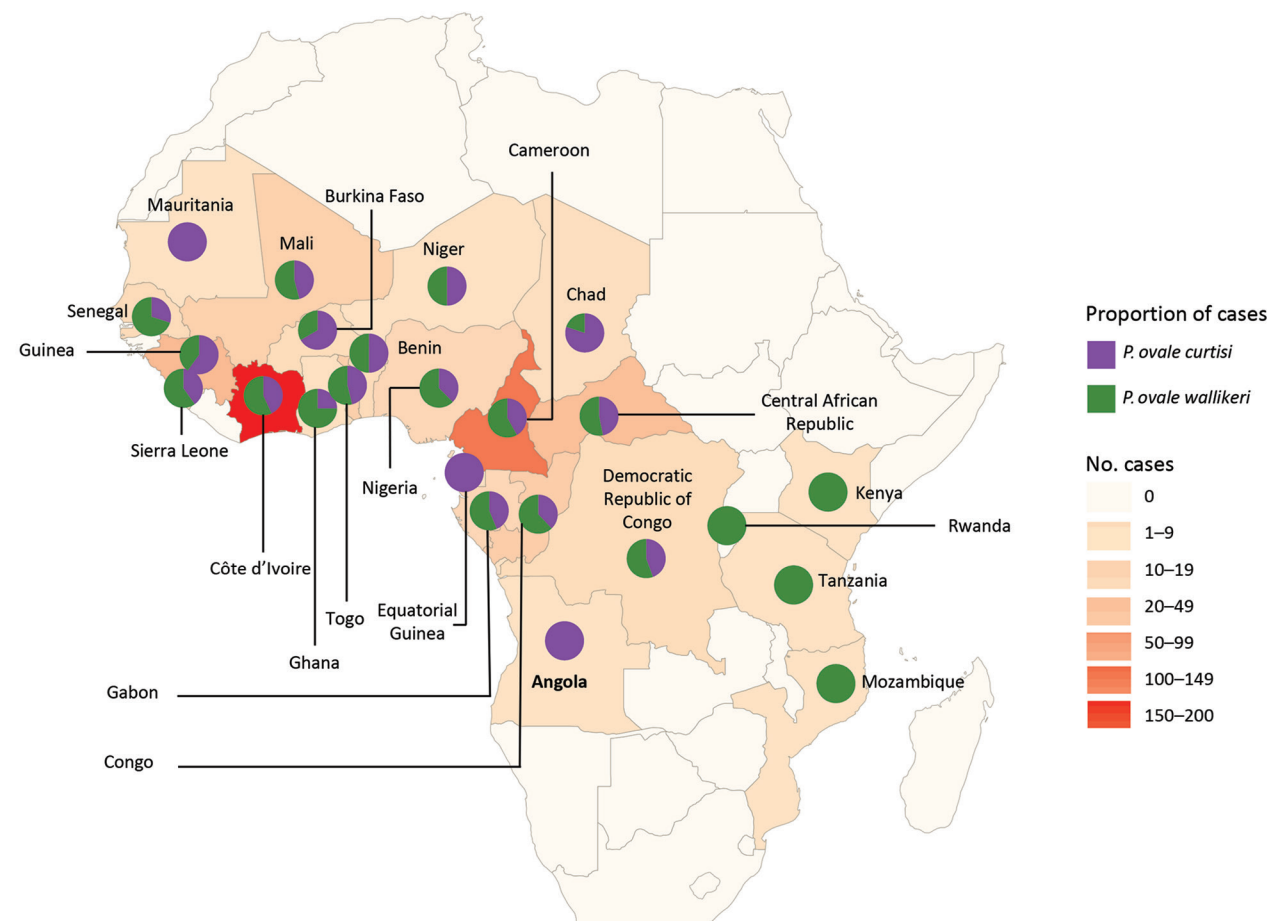 Cameroon
Burkina Faso
Mauritania
Mali
Niger
Chad
Senegal
Guinea
Benin
Sierra Leone
Nigeria
Central African
Republic
Democratic
Republic of
Congo
Kenya
Rwanda
Côte d’Ivoire
Togo
Equatorial
Guinea
Tanzania
Ghana
Angola
Mozambique
Gabon
Congo
Proportion of cases
P. ovale curtisi
P. ovale wallikeri
No. cases
0
1–9
10–19
20–49
50–99
100–149
150–200